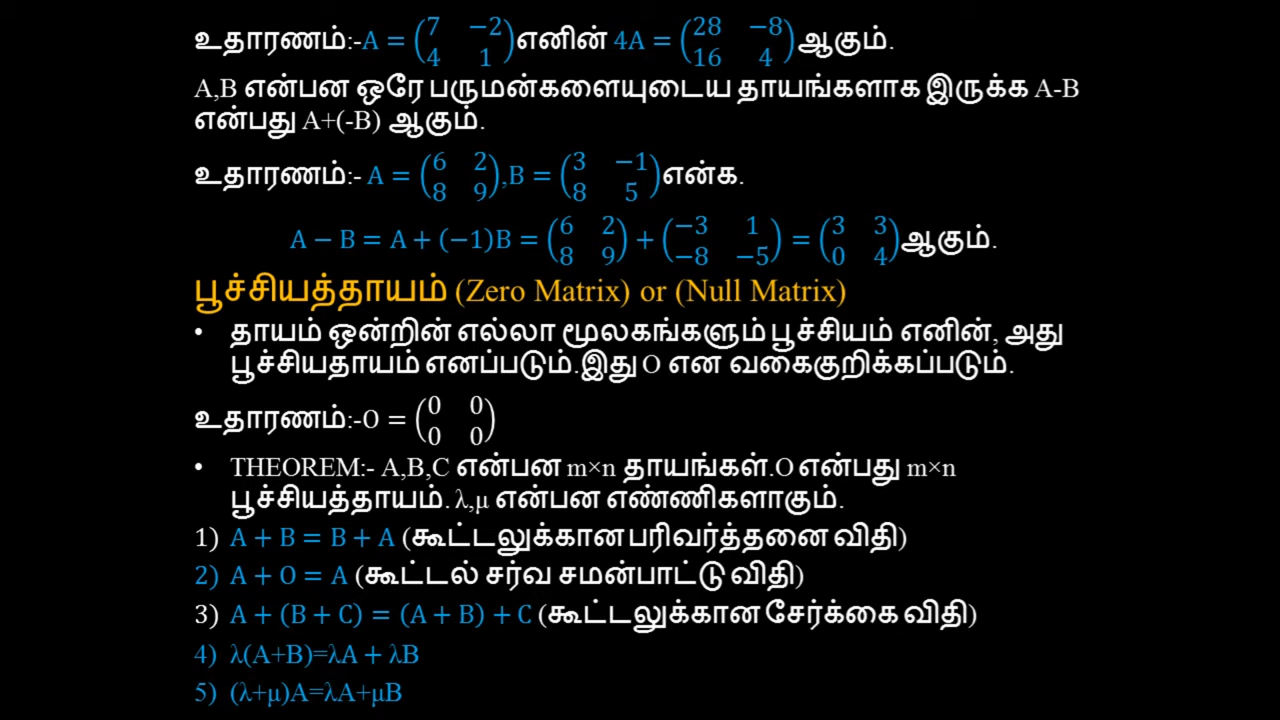 உதாரணம்:-A = (7 −2 4 1) எனின் 4A = (28 −8 16 4) ஆகும்.
A,B என்பன ஒரே பருமன்களையுடைய தாயங்களாக இருக்க A-B
என்பது A+(-B) ஆகும்.
உதாரணம்:- A = (6 2 8 9),B = (3 −1 8 5) என்க.
A − B = A + (−1)B = (6 2 8 9) + (−3 1 −8 −5) = (3 3 0 4) ஆகும்.
பூச்சியத்தாயம் (Zero Matrix) or (Null Matrix)
• தாயம் ஒன்றின் எல்லா மூலகங்களும் பூச்சியம் எனின், அது
பூச்சியதாயம் எனப்படும்.இது O என வகைகுறிக்கப்படும்.
உதாரணம்:-O = (0 0 0 0)
• THEOREM:- A,B,C என்பன m×n தாயங்கள்.O என்பது m×n
பூச்சியத்தாயம். λ,μ என்பன எண்ணிகளாகும்.
1) A + B = B + A (கூட்டலுக்கான பரிவர்த்தனை விதி)
2) A + O = A (கூட்டல் சர்வ சமன்பாட்டு விதி)
3) A + (B + C) = (A + B) + C (கூட்டலுக்கான சேர்க்கை விதி)
4) λ(A+B)=λA + λB
5) (λ+μ)A=λA+μB